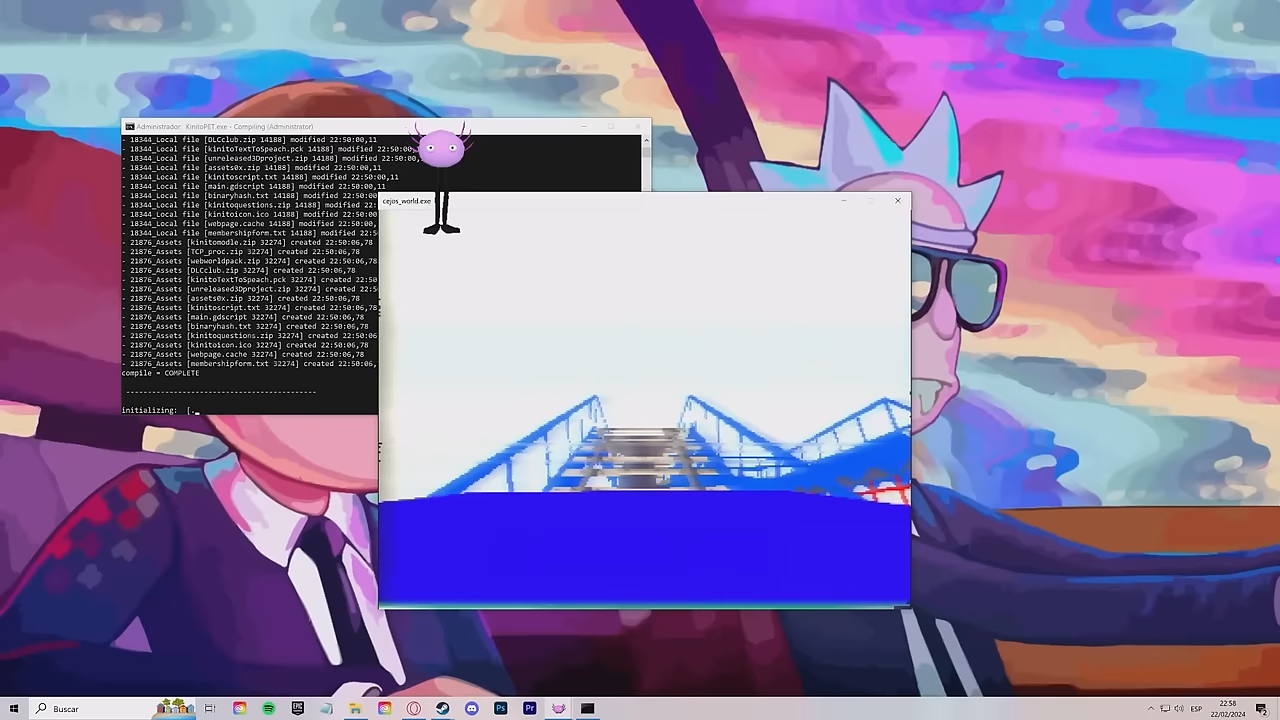 Administrador: KinitoPET.exe - Compiling (Administrator)
- 18344_Local file [DLCclub.zip 14188] modified 22:50:00,11
- 18344_Local file [kinitoTextToSpeach.pck 14188] modified 22:50:00,
- 18344_Local file [unreleased3Dproject.zip 14188] modified 22:50:00,
- 18344_Local file [assets0x.zip 14188] modified 22:50:00,11
- 18344_Local file [kinitoscript.txt 14188] modified 22:50:00,11
- 18344_Local file [main.gdscript 14188] modified 22:50:00,11
- 18344_Local file [binaryhash.txt 14188] modified 22:50:00
- 18344_Local file [kinitoquestions.zip 14188] modified 22:
- 18344_Local file [kinitoicon.ico 14188] modified 22:50:00
- 18344_Local file [webpage.cache 14188] modified 22:50:00,
- 18344_Local file [membershipform.txt 14188] modified 22:5
- 21876_Assets [kinitomodle.zip 32274] created 22:50:06,78
- 21876_Assets [TCP_proc.zip 32274] created 22:50:06,78
- 21876_Assets [webworldpack.zip 32274] created 22:50:06,78
- 21876_Assets [DLCclub.zip 32274] created 22:50:06,78
- 21876_Assets [kinitoTextToSpeach.pck 32274] created 22:50
- 21876_Assets [unreleased3Dproject.zip 32274] created 22:5
- 21876_Assets [assets0x.zip 32274] created 22:50:06,78
- 21876_Assets [kinitoscript.txt 32274] created 22:50:06,78
- 21876_Assets [main.gdscript 32274] created 22:50:06,78
- 21876_Assets [binaryhash.txt 32274] created 22:50:06,78
- 21876_Assets [kinitoquestions.zip 32274] created 22:50:06
- 21876_Assets [kinitoicon.ico 32274] created 22:50:06,78
- 21876_Assets [webpage.cache 32274] created 22:50:06,78
- 21876_Assets [membershipform.txt 32274] created 22:50:06,
compile = COMPLETE
--------------------------------------------
initializing: [._
cejos_world.exe
Buscar
EPIC
Ps
Pr
ESP
22:58
22/02/2024